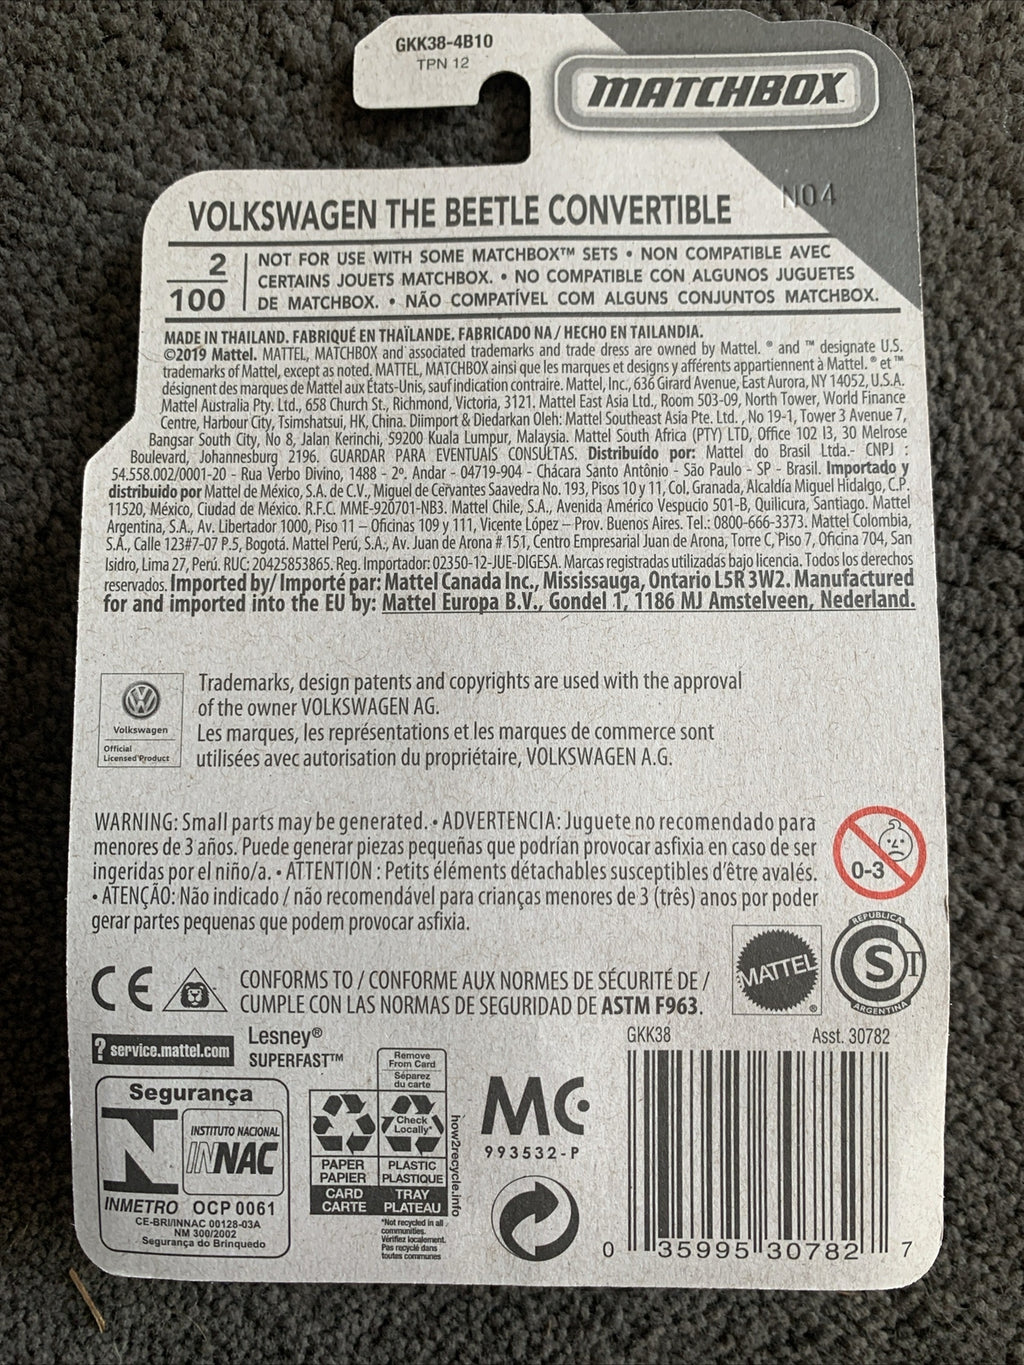 GKK38-4B10
TPN 12
MATCHBOX
N04
VOLKSWAGEN THE BEETLE CONVERTIBLE
2
100
NOT FOR USE WITH SOME MATCHBOX™ SETS • NON COMPATIBLE AVEC
CERTAINS JOUETS MATCHBOX. • NO COMPATIBLE CON ALGUNOS JUGUETES
DE MATCHBOX. • NÃO COMPATÍVEL COM ALGUNS CONJUNTOS MATCHBOX.
MADE IN THAILAND. FABRIQUÉ EN THAÏLANDE. FABRICADO NA / HECHO EN TAILANDIA.
©2019 Mattel. MATTEL, MATCHBOX and associated trademarks and trade dress are owned by Mattel. ® and ™ designate U.S.
trademarks of Mattel, except as noted. MATTEL, MATCHBOX ainsi que les marques et designs y afférents appartiennent à Mattel. ® et ™
désignent des marques de Mattel aux États-Unis, sauf indication contraire. Mattel, Inc., 636 Girard Avenue, East Aurora, NY 14052, U.S.A.
Mattel Australia Pty. Ltd., 658 Church St., Richmond, Victoria, 3121. Mattel East Asia Ltd., Room 503-09, North Tower, World Finance
Centre, Harbour City, Tsimshatsui, HK, China. Diimport & Diedarkan Oleh: Mattel Southeast Asia Pte. Ltd. , No 19-1, Tower 3 Avenue 7,
Bangsar South City, No 8, Jalan Kerinchi, 59200 Kuala Lumpur, Malaysia. Mattel South Africa (PTY) LTD, Office 102 I3, 30 Melrose
Boulevard, Johannesburg 2196. GUARDAR PARA EVENTUAIS CONSULTAS. Distribuído por: Mattel do Brasil Ltda.- CNPJ :
54.558.002/0001-20 - Rua Verbo Divino, 1488 - 2º. Andar - 04719-904 - Chácara Santo Antônio - São Paulo - SP - Brasil. Importado y
distribuido por Mattel de México, S.A. de C.V., Miguel de Cervantes Saavedra No. 193, Pisos 10 y 11, Col. Granada, Alcaldía Miguel Hidalgo, C.P.
11520, México, Ciudad de México. R.F.C. MME-920701-NB3. Mattel Chile, S.A., Avenida Américo Vespucio 501-B, Quilicura, Santiago. Mattel
Argentina, S.A., Av. Libertador 1000, Piso 11 – Oficinas 109 y 111, Vicente López – Prov. Buenos Aires. Tel.: 0800-666-3373. Mattel Colombia,
S.A., Calle 123#7-07 P.5, Bogotá. Mattel Perú, S.A., Av. Juan de Arona # 151, Centro Empresarial Juan de Arona, Torre C, Piso 7, Oficina 704, San
Isidro, Lima 27, Perú. RUC: 20425853865. Reg. Importador: 02350-12-JUE-DIGESA. Marcas registradas utilizadas bajo licencia. Todos los derechos
reservados. Imported by/ Importé par: Mattel Canada Inc., Mississauga, Ontario L5R 3W2. Manufactured
for and imported into the EU by: Mattel Europa B.V., Gondel 1, 1186 MJ Amstelveen, Nederland.
Volkswagen
Official
Licensed Product
Trademarks, design patents and copyrights are used with the approval
of the owner VOLKSWAGEN AG.
Les marques, les représentations et les marques de commerce sont
utilisées avec autorisation du propriétaire, VOLKSWAGEN A.G.
WARNING: Small parts may be generated. • ADVERTENCIA: Juguete no recomendado para
menores de 3 años. Puede generar piezas pequeñas que podrían provocar asfixia en caso de ser
ingeridas por el niño/a. • ATTENTION : Petits éléments détachables susceptibles d'être avalés.
• ATENÇÃO: Não indicado / não recomendável para crianças menores de 3 (três) anos por poder
gerar partes pequenas que podem provocar asfixia.
0-3
CE
CONFORMS TO / CONFORME AUX NORMES DE SÉCURITÉ DE /
CUMPLE CON LAS NORMAS DE SEGURIDAD DE ASTM F963.
MATTEL
®
REPUBLICA
S
T
ARGENTINA
? service.mattel.com
Lesney®
SUPERFAST™
GKK38
Asst. 30782
Segurança
INSTITUTO NACIONAL
INNAC
INMETRO OCP 0061
CE-BRI/INNAC 00128-03A
NM 300/2002
Segurança do Brinquedo
Remove
From Card
Séparez
du carte
Check
Locally*
PAPER
PAPIER
CARD
CARTE
PLASTIC
PLASTIQUE
TRAY
PLATEAU
*Not recycled in all
communities.
Vérifiez localement.
Pas recyclé dans
toutes communes
how2recycle.info
MC
993532-P
0 35995 30782 7